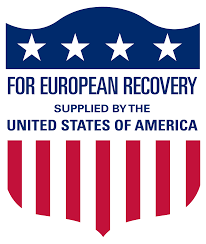 FOR EUROPEAN RECOVERY
SUPPLIED BY THE
UNITED STATES OF AMERICA